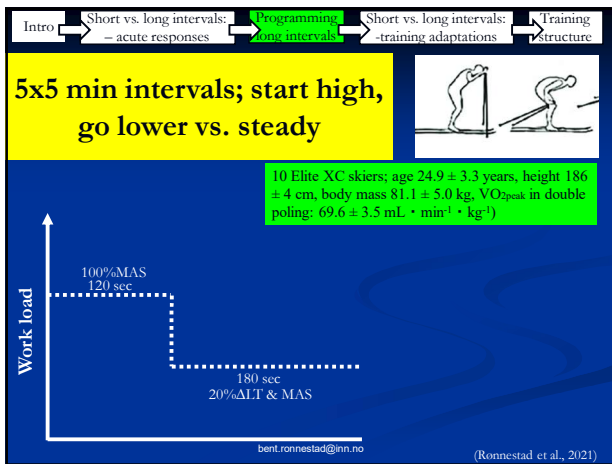 Intro
Short vs. long intervals:
– acute responses
Programming
long intervals
Short vs. long intervals:
-training adaptations
Training
structure
5x5 min intervals; start high,
go lower vs. steady
10 Elite XC skiers; age 24.9 ± 3.3 years, height 186
± 4 cm, body mass 81.1 ± 5.0 kg, VO2peak in double
poling: 69.6 ± 3.5 mL · min⁻¹ · kg⁻¹)
Work load
100%MAS
120 sec
180 sec
20%ΔLT & MAS
bent.ronnestad@inn.no
(Rønnestad et al., 2021)